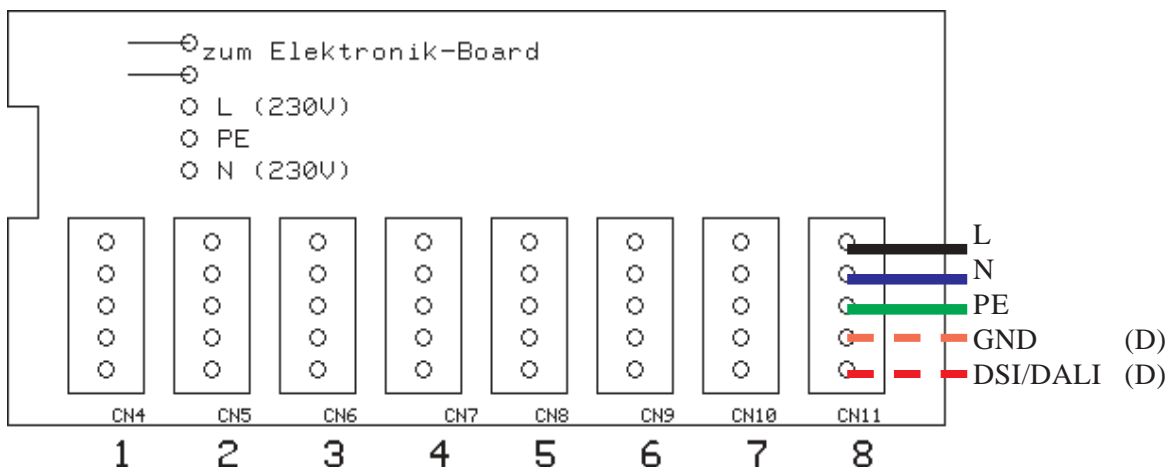 zum Elektronik-Board
L (230V)
PE
N (230V)
L
N
PE
GND (D)
DSI/DALI (D)
CN4 CN5 CN6 CN7 CN8 CN9 CN10 CN11
1 2 3 4 5 6 7 8